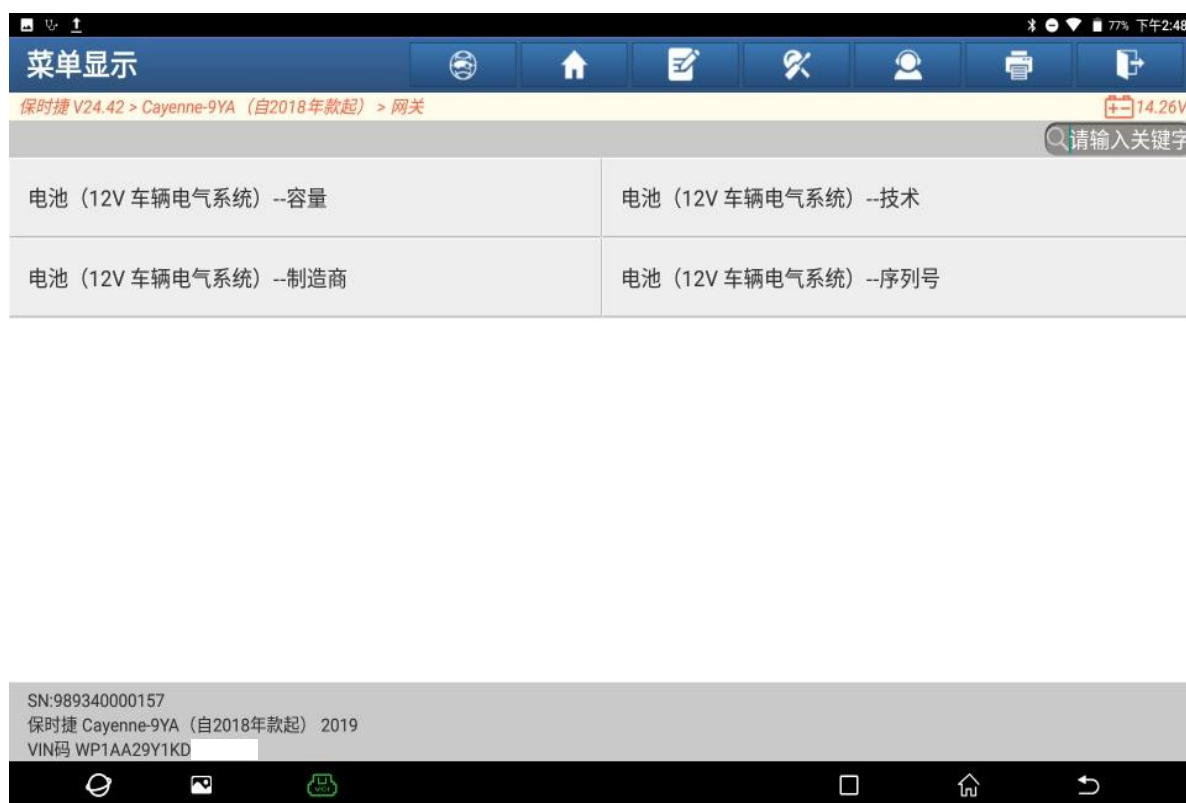 77% 下午2:48
菜单显示
保时捷 V24.42 > Cayenne-9YA（自2018年款起） > 网关
14.26V
请输入关键字
电池（12V 车辆电气系统）--容量
电池（12V 车辆电气系统）--技术
电池（12V 车辆电气系统）--制造商
电池（12V 车辆电气系统）--序列号
SN:989340000157
保时捷 Cayenne-9YA（自2018年款起） 2019
VIN码 WP1AA29Y1KD
VCI